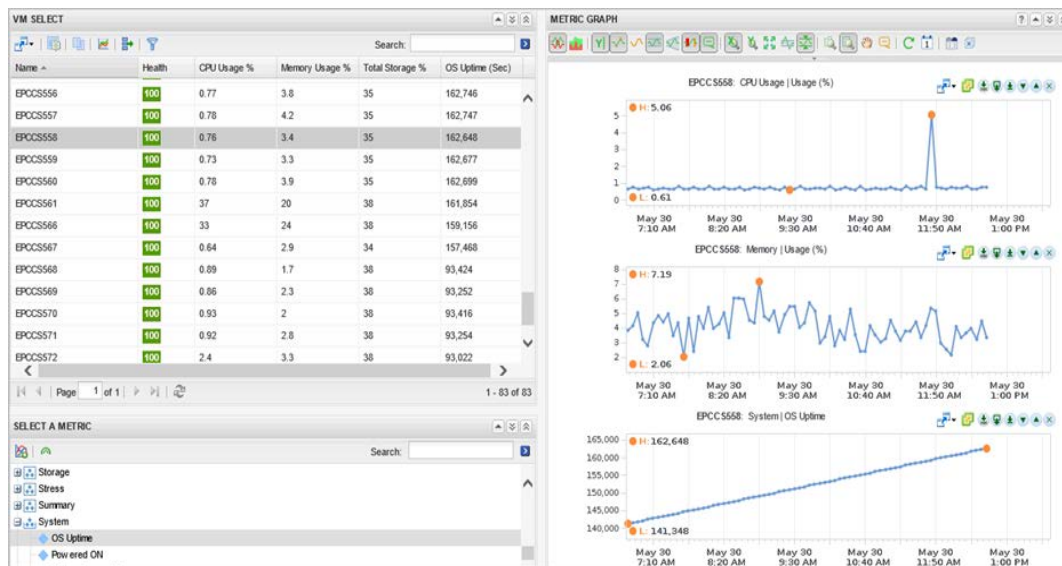 VM SELECT
Search:
Name Health CPU Usage % Memory Usage % Total Storage % OS Uptime (Sec)
EPCCS556 100 0.77 3.8 35 162,746
EPCCS557 100 0.78 4.2 35 162,747
EPCCS558 100 0.76 3.4 35 162,648
EPCCS559 100 0.73 3.3 35 162,677
EPCCS560 100 0.78 3.9 35 162,699
EPCCS561 100 37 20 38 161,854
EPCCS566 100 33 24 38 159,156
EPCCS567 100 0.64 2.9 34 157,468
EPCCS568 100 0.89 1.7 38 93,424
EPCCS569 100 0.86 2.3 38 93,252
EPCCS570 100 0.93 2 38 93,416
EPCCS571 100 0.92 2.8 38 93,254
EPCCS572 100 2.4 3.3 38 93,022
Page 1 of 1 1 - 83 of 83
SELECT A METRIC
Search:
Storage
Stress
Summary
System
OS Uptime
Powered ON
METRIC GRAPH
EPCCS558: CPU Usage | Usage (%)
H: 5.06
5
4
3
2
1
0
L: 0.61
May 30 May 30 May 30 May 30 May 30 May 30
7:10 AM 8:20 AM 9:30 AM 10:40 AM 11:50 AM 1:00 PM
EPCCS558: Memory | Usage (%)
8
H: 7.19
7
6
5
4
3
2
L: 2.06
May 30 May 30 May 30 May 30 May 30 May 30
7:10 AM 8:20 AM 9:30 AM 10:40 AM 11:50 AM 1:00 PM
EPCCS558: System | OS Uptime
165,000
H: 162,648
160,000
155,000
150,000
145,000
140,000
L: 141,348
May 30 May 30 May 30 May 30 May 30 May 30
7:10 AM 8:20 AM 9:30 AM 10:40 AM 11:50 AM 1:00 PM